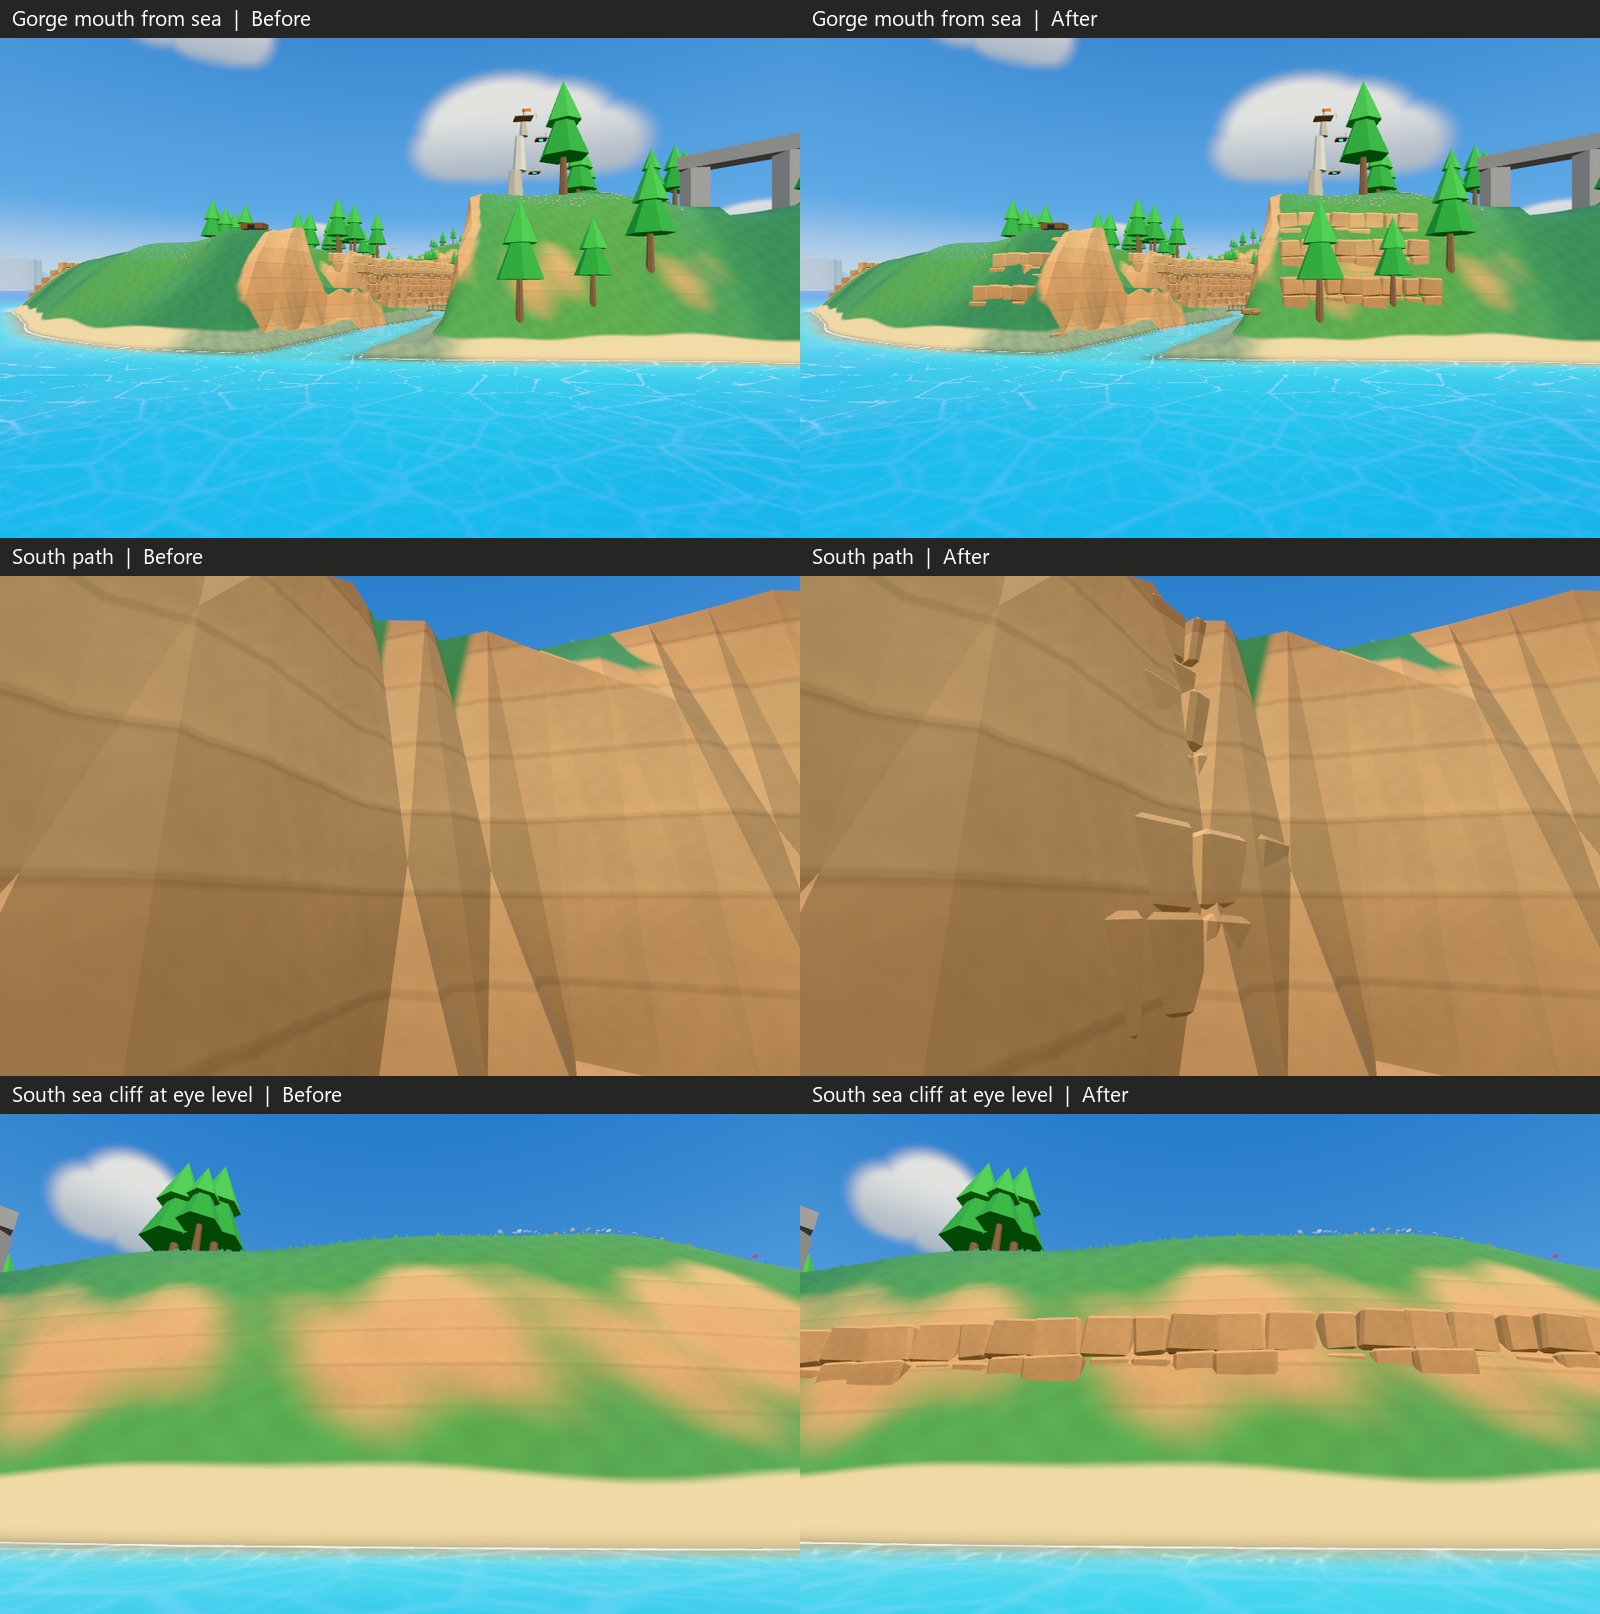 Gorge mouth from sea | Before
Gorge mouth from sea | After
South path | Before
South path | After
South sea cliff at eye level | Before
South sea cliff at eye level | After